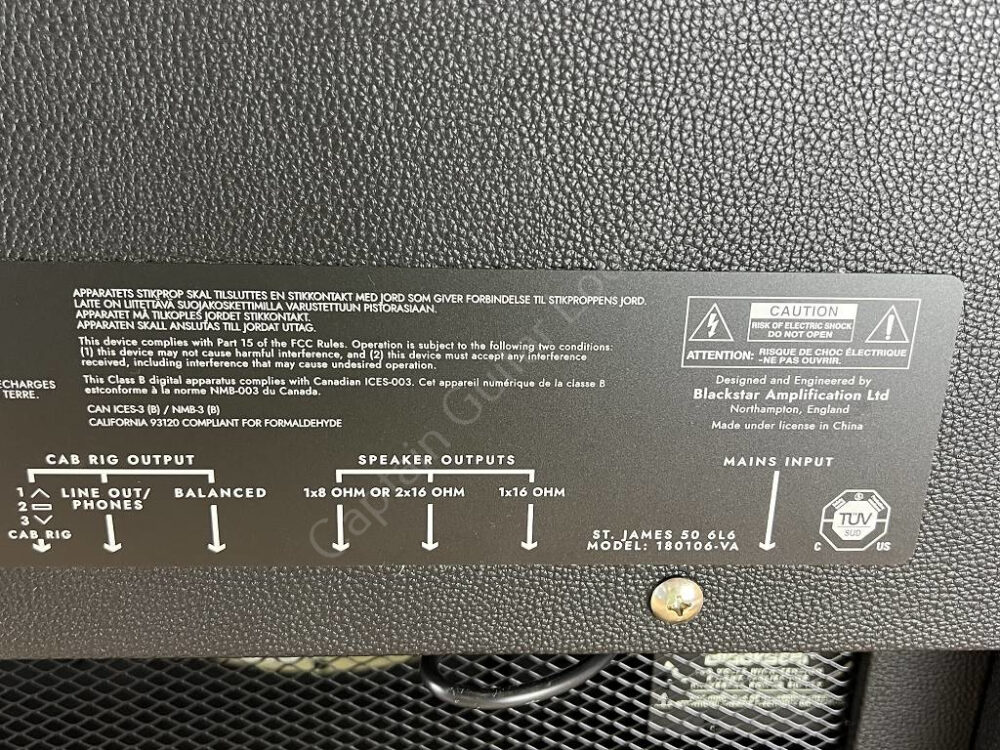 APPARATETS STIKPROP SKAL TILSLUTTES EN STIKKONTAKT MED JORD SOM GIVER FORBINDELSE TIL STIKPROPPENS JORD.
LAITE ON LIITETTÄVÄ SUOJAKOSKETTIMILLA VARUSTETTUUN PISTORASIAAN.
APPARATET MÅ TILKOPLES JORDET STIKKONTAKT.
APPARATEN SKALL ANSLUTAS TILL JORDAT UTTAG.
This device complies with Part 15 of the FCC Rules. Operation is subject to the following two conditions:
(1) this device may not cause harmful interference, and (2) this device must accept any interference
received, including interference that may cause undesired operation.
ECHARGES
TERRE.
This Class B digital apparatus complies with Canadian ICES-003. Cet appareil numérique de la classe B
estconforme à la norme NMB-003 du Canada.
CAN ICES-3 (B) / NMB-3 (B)
CALIFORNIA 93120 COMPLIANT FOR FORMALDEHYDE
CAUTION
RISK OF ELECTRIC SHOCK
DO NOT OPEN
ATTENTION: RISQUE DE CHOC ÉLECTRIQUE
-NE PAS OUVRIR.
Designed and Engineered by
Blackstar Amplification Ltd
Northampton, England
Made under license in China
CAB RIG OUTPUT
1
2
3
CAB RIG
LINE OUT/
PHONES
BALANCED
SPEAKER OUTPUTS
1x8 OHM OR 2x16 OHM
1x16 OHM
MAINS INPUT
ST. JAMES 50 6L6
MODEL: 180106-VA
TÜV
SÜD
C US
Captain Guitar Lounge